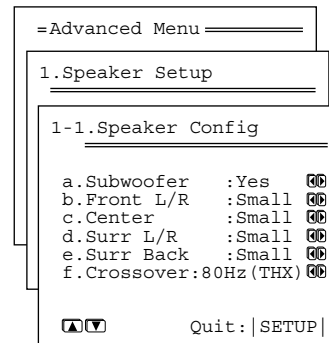 =Advanced Menu
1.Speaker Setup
1-1.Speaker Config
a.Subwoofer :Yes
b.Front L/R :Small
c.Center :Small
d.Surr L/R :Small
e.Surr Back :Small
f.Crossover:80Hz(THX)
Quit:|SETUP|